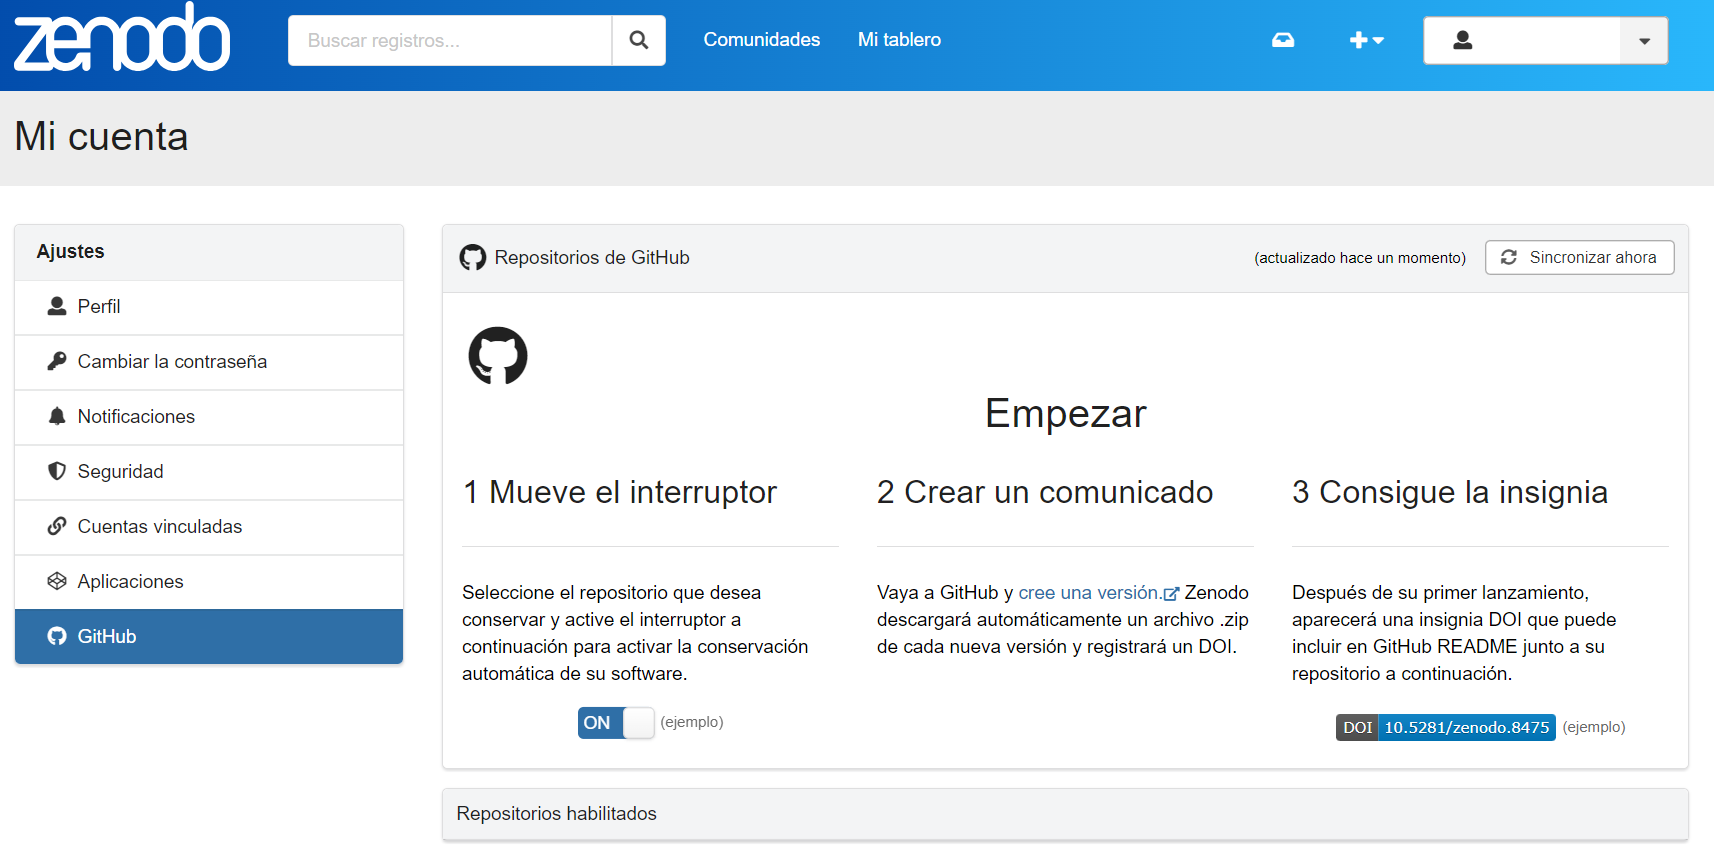 zenodo
Buscar registros...
Comunidades
Mi tablero
Mi cuenta
Ajustes
Perfil
Cambiar la contraseña
Notificaciones
Seguridad
Cuentas vinculadas
Aplicaciones
GitHub
Repositorios de GitHub
(actualizado hace un momento)
Sincronizar ahora
Empezar
1 Mueve el interruptor
Seleccione el repositorio que desea
conservar y active el interruptor a
continuación para activar la conservación
automática de su software.
ON (ejemplo)
2 Crear un comunicado
Vaya a GitHub y cree una versión. Zenodo
descargará automáticamente un archivo .zip
de cada nueva versión y registrará un DOI.
3 Consigue la insignia
Después de su primer lanzamiento,
aparecerá una insignia DOI que puede
incluir en GitHub README junto a su
repositorio a continuación.
DOI 10.5281/zenodo.8475 (ejemplo)
Repositorios habilitados